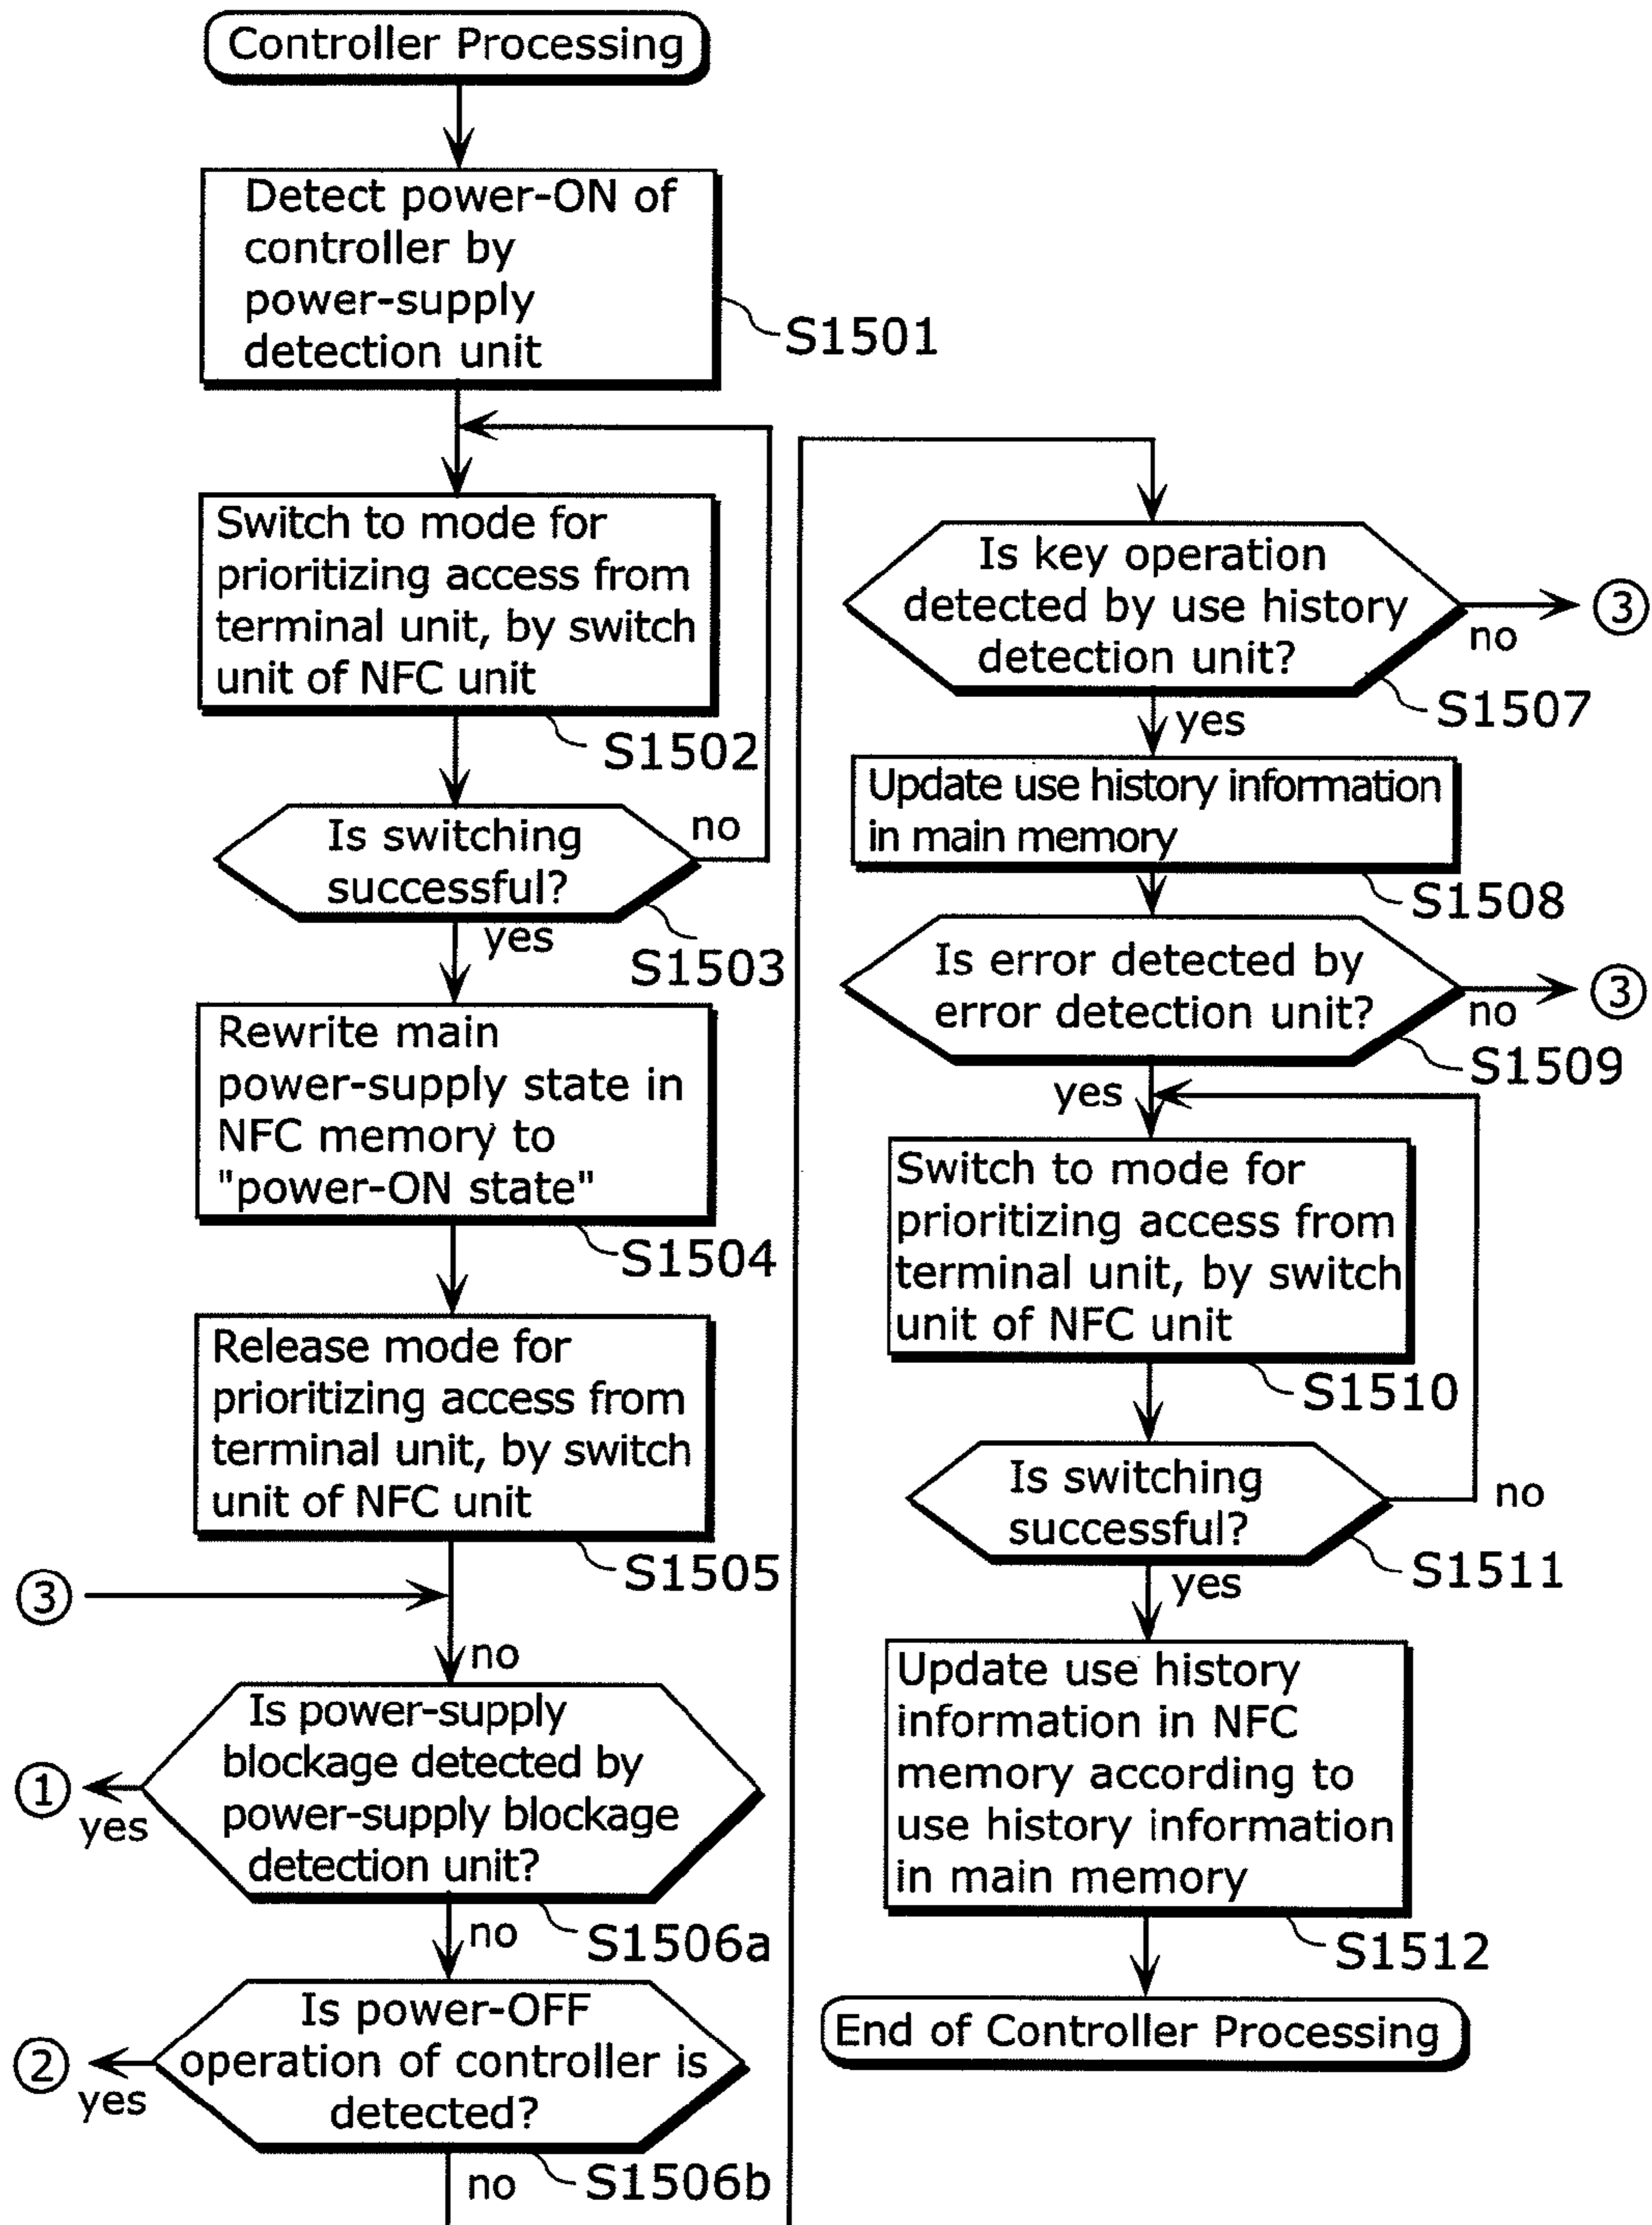 Controller Processing
Detect power-ON of
controller by
power-supply
detection unit
S1501
Switch to mode for
prioritizing access from
terminal unit, by switch
unit of NFC unit
S1502
Is switching
successful?
no
yes
S1503
Rewrite main
power-supply state in
NFC memory to
"power-ON state"
S1504
Release mode for
prioritizing access from
terminal unit, by switch
unit of NFC unit
S1505
③
no
Is power-supply
blockage detected by
power-supply blockage
detection unit?
①
yes
no
S1506a
Is power-OFF
operation of controller is
detected?
②
yes
no
S1506b
Is key operation
detected by use history
detection unit?
③
no
S1507
yes
Update use history information
in main memory
S1508
Is error detected by
error detection unit?
③
no
S1509
yes
Switch to mode for
prioritizing access from
terminal unit, by switch
unit of NFC unit
S1510
Is switching
successful?
no
S1511
yes
Update use history
information in NFC
memory according to
use history information
in main memory
S1512
End of Controller Processing